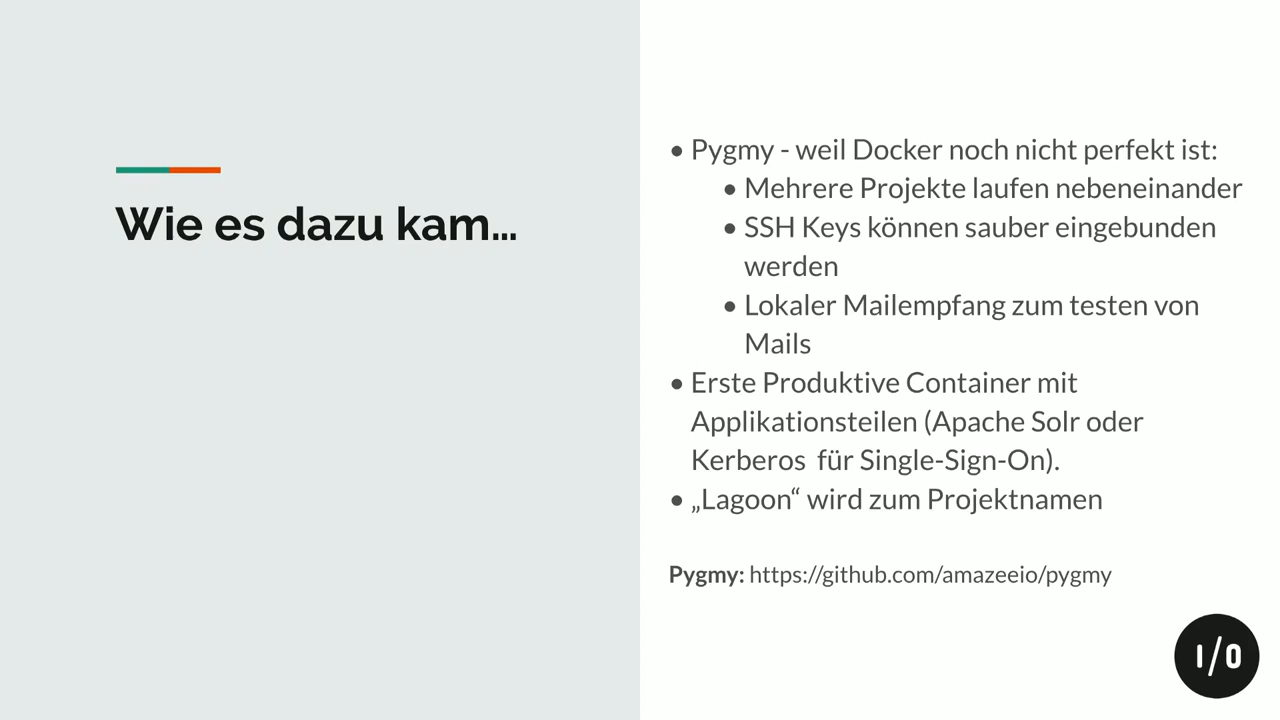 Wie es dazu kam...
• Pygmy - weil Docker noch nicht perfekt ist:
• Mehrere Projekte laufen nebeneinander
• SSH Keys können sauber eingebunden
werden
• Lokaler Mailempfang zum testen von
Mails
• Erste Produktive Container mit
Applikationsteilen (Apache Solr oder
Kerberos  für Single-Sign-On).
• „Lagoon“ wird zum Projektnamen
Pygmy: https://github.com/amazeeio/pygmy
I/O